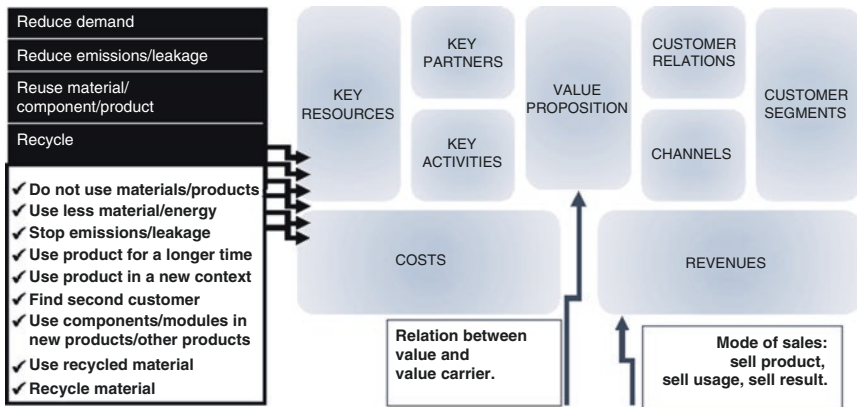 Reduce demand
Reduce emissions/leakage
Reuse material/
component/product
Recycle
✓ Do not use materials/products
✓ Use less material/energy
✓ Stop emissions/leakage
✓ Use product for a longer time
✓ Use product in a new context
✓ Find second customer
✓ Use components/modules in
new products/other products
✓ Use recycled material
✓ Recycle material
KEY
RESOURCES
KEY
PARTNERS
KEY
ACTIVITIES
VALUE
PROPOSITION
CUSTOMER
RELATIONS
CHANNELS
CUSTOMER
SEGMENTS
COSTS
REVENUES
Relation between
value and
value carrier.
Mode of sales:
sell product,
sell usage, sell result.